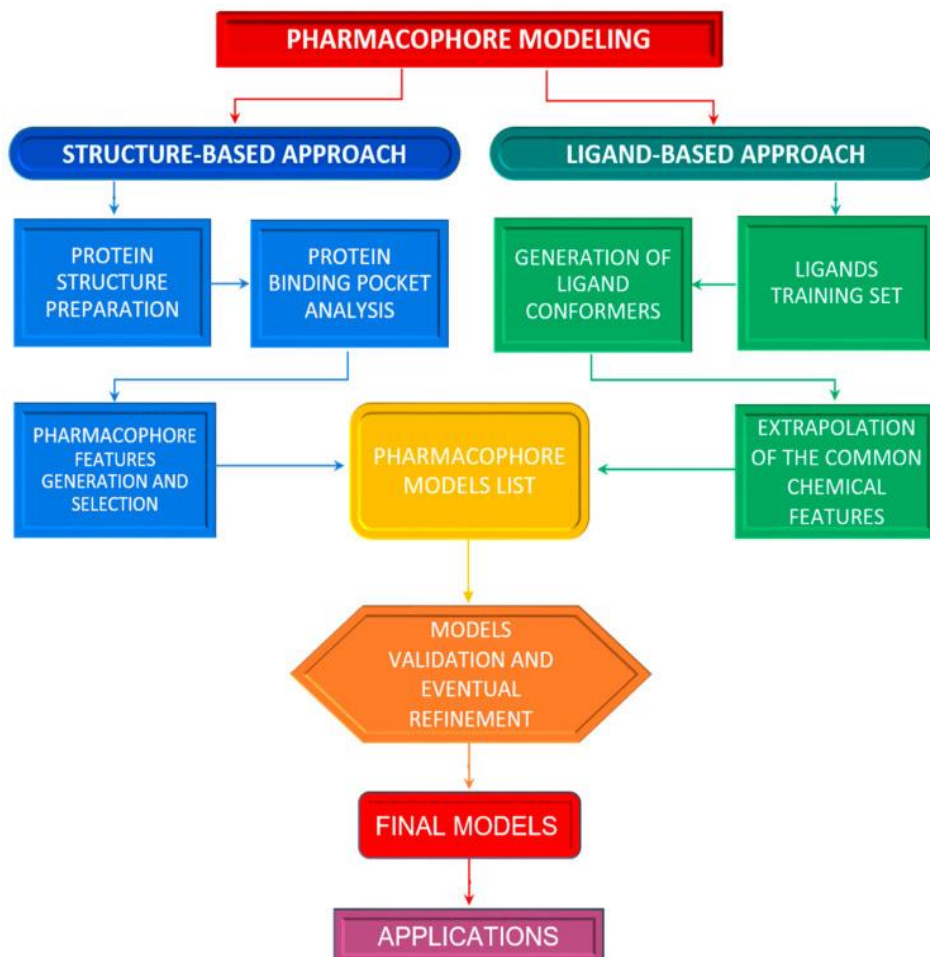 PHARMACOPHORE MODELING
STRUCTURE-BASED APPROACH
LIGAND-BASED APPROACH
PROTEIN
STRUCTURE
PREPARATION
PROTEIN
BINDING POCKET
ANALYSIS
GENERATION OF
LIGAND
CONFORMERS
LIGANDS
TRAINING SET
PHARMACOPHORE
FEATURES
GENERATION AND
SELECTION
PHARMACOPHORE
MODELS LIST
EXTRAPOLATION
OF THE COMMON
CHEMICAL
FEATURES
MODELS
VALIDATION AND
EVENTUAL
REFINEMENT
FINAL MODELS
APPLICATIONS